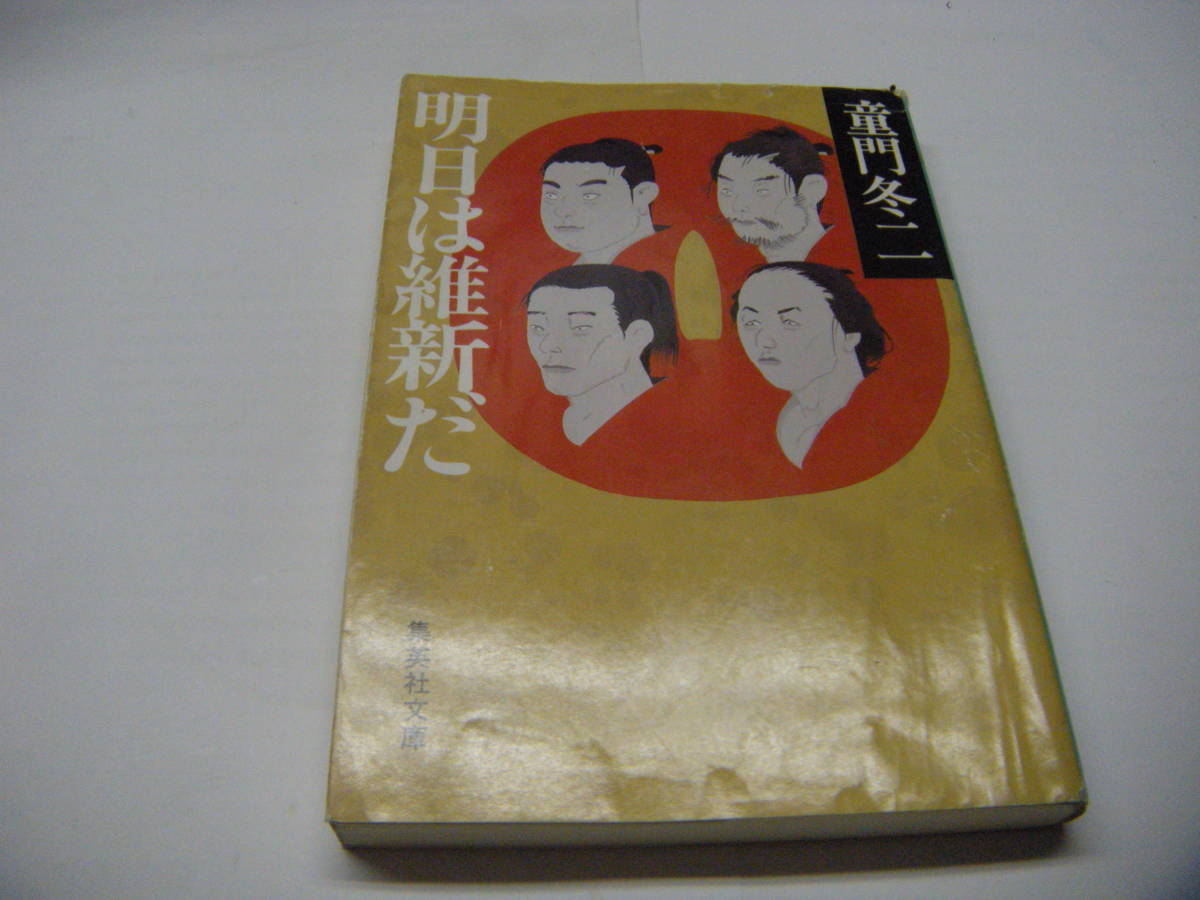 童門冬二
明日は維新だ
集英社文庫